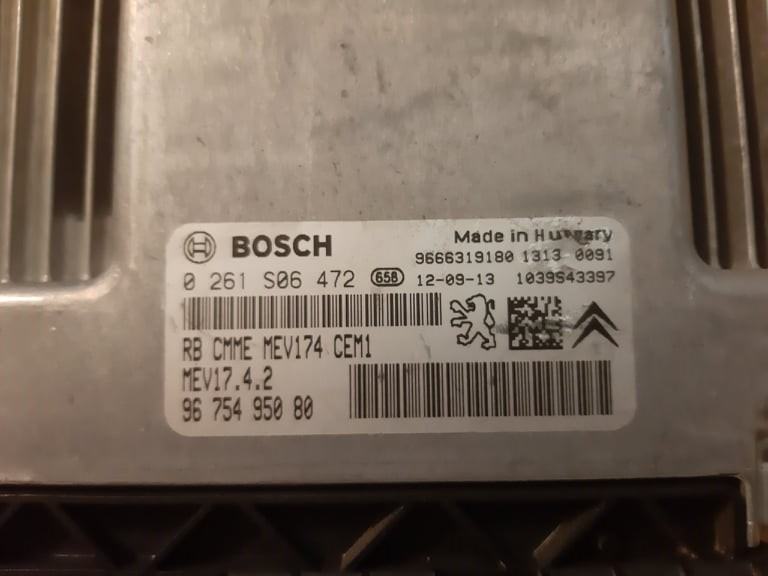 BOSCH
Made in Hungary
9666319180 1313 0091
0 261 S06 472 658 12-09-13 1039S43397
RB CMME MEV174 CEM1
MEV17.4.2
96 754 950 80